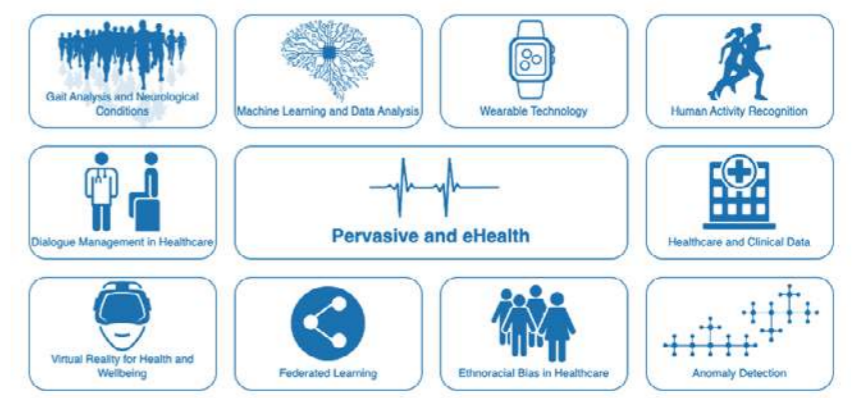 Gait Analysis and Neurological
Conditions
Machine Learning and Data Analysis
Wearable Technology
Human Activity Recognition
Dialogue Management in Healthcare
Pervasive and eHealth
Healthcare and Clinical Data
Virtual Reality for Health and
Wellbeing
Federated Learning
Ethnoracial Bias in Healthcare
Anomaly Detection